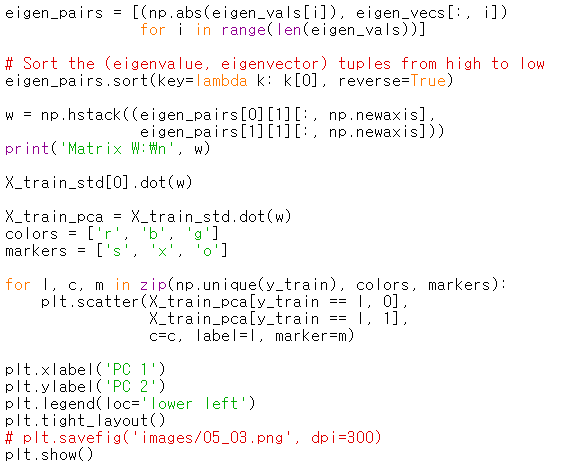 eigen_pairs = [(np.abs(eigen_vals[i]), eigen_vecs[:, i])
               for i in range(len(eigen_vals))]

# Sort the (eigenvalue, eigenvector) tuples from high to low
eigen_pairs.sort(key=lambda k: k[0], reverse=True)

w = np.hstack((eigen_pairs[0][1][:, np.newaxis],
               eigen_pairs[1][1][:, np.newaxis]))
print('Matrix ₩:₩n', w)

X_train_std[0].dot(w)

X_train_pca = X_train_std.dot(w)
colors = ['r', 'b', 'g']
markers = ['s', 'x', 'o']

for l, c, m in zip(np.unique(y_train), colors, markers):
    plt.scatter(X_train_pca[y_train == l, 0],
                X_train_pca[y_train == l, 1],
                c=c, label=l, marker=m)

plt.xlabel('PC 1')
plt.ylabel('PC 2')
plt.legend(loc='lower left')
plt.tight_layout()
# plt.savefig('images/05_03.png', dpi=300)
plt.show()